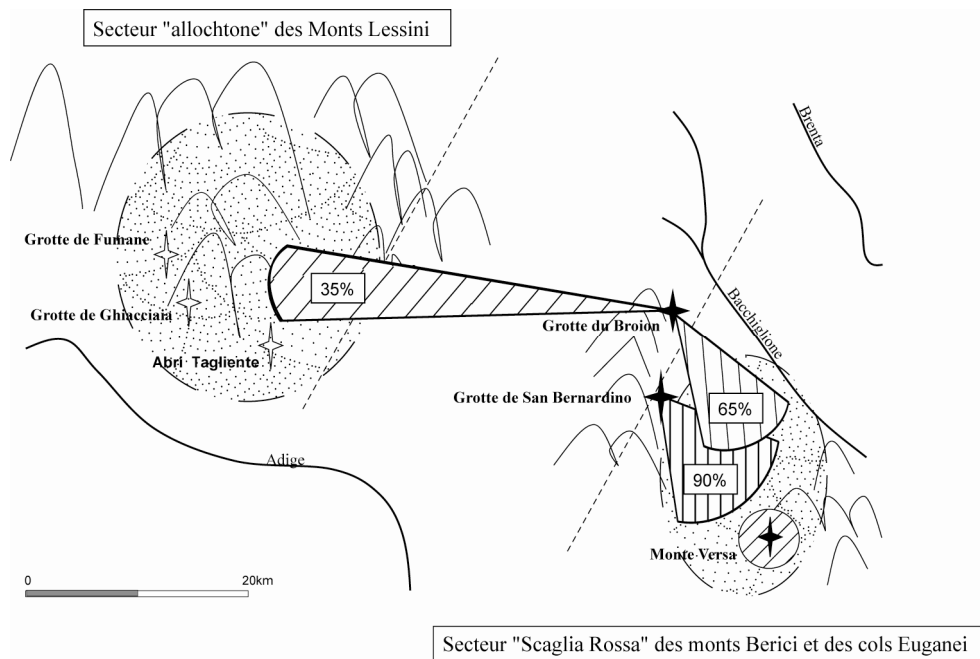 Secteur "allochtone" des Monts Lessini
Brenta
Grotte de Fumane
35%
Grotte de Ghiacciaia
Bacchiglione
Grotte du Broion
Abri Tagliente
Grotte de San Bernardino
65%
Adige
90%
Monte Versa
0 20km
Secteur "Scaglia Rossa" des monts Berici et des cols Euganei